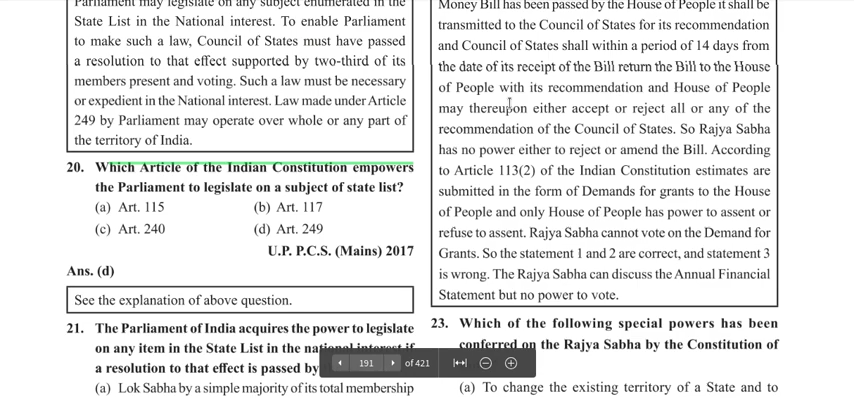 Parliament may legislate on any subject enumerated in the
State List in the National interest. To enable Parliament
to make such a law, Council of States must have passed
a resolution to that effect supported by two-third of its
members present and voting. Such a law must be necessary
or expedient in the National interest. Law made under Article
249 by Parliament may operate over whole or any part of
the territory of India.
20. Which Article of the Indian Constitution empowers
the Parliament to legislate on a subject of state list?
(a) Art. 115 (b) Art. 117
(c) Art. 240 (d) Art. 249
U.P. P.C.S. (Mains) 2017
Ans. (d)
See the explanation of above question.
21. The Parliament of India acquires the power to legislate
on any item in the State List in the national interest if
a resolution to that effect is passed by
(a) Lok Sabha by a simple majority of its total membership
Money Bill has been passed by the House of People it shall be
transmitted to the Council of States for its recommendation
and Council of States shall within a period of 14 days from
the date of its receipt of the Bill return the Bill to the House
of People with its recommendation and House of People
may thereupon either accept or reject all or any of the
recommendation of the Council of States. So Rajya Sabha
has no power either to reject or amend the Bill. According
to Article 113(2) of the Indian Constitution estimates are
submitted in the form of Demands for grants to the House
of People and only House of People has power to assent or
refuse to assent. Rajya Sabha cannot vote on the Demand for
Grants. So the statement 1 and 2 are correct, and statement 3
is wrong. The Rajya Sabha can discuss the Annual Financial
Statement but no power to vote.
23. Which of the following special powers has been
conferred on the Rajya Sabha by the Constitution of
(a) To change the existing territory of a State and to
191 of 421